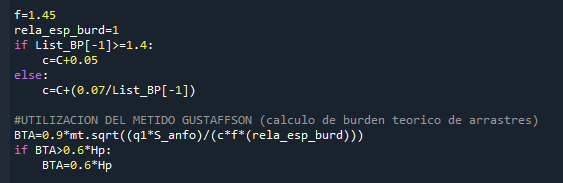 f=1.45
rela_esp_burd=1
if List_BP[-1]>=1.4:
    c=C+0.05
else:
    c=C+(0.07/List_BP[-1])

#UTILIZACION DEL METIDO GUSTAFFSON (calculo de burden teorico de arrastres)
BTA=0.9*mt.sqrt((q1*S_anfo)/(c*f*(rela_esp_burd)))
if BTA>0.6*Hp:
    BTA=0.6*Hp